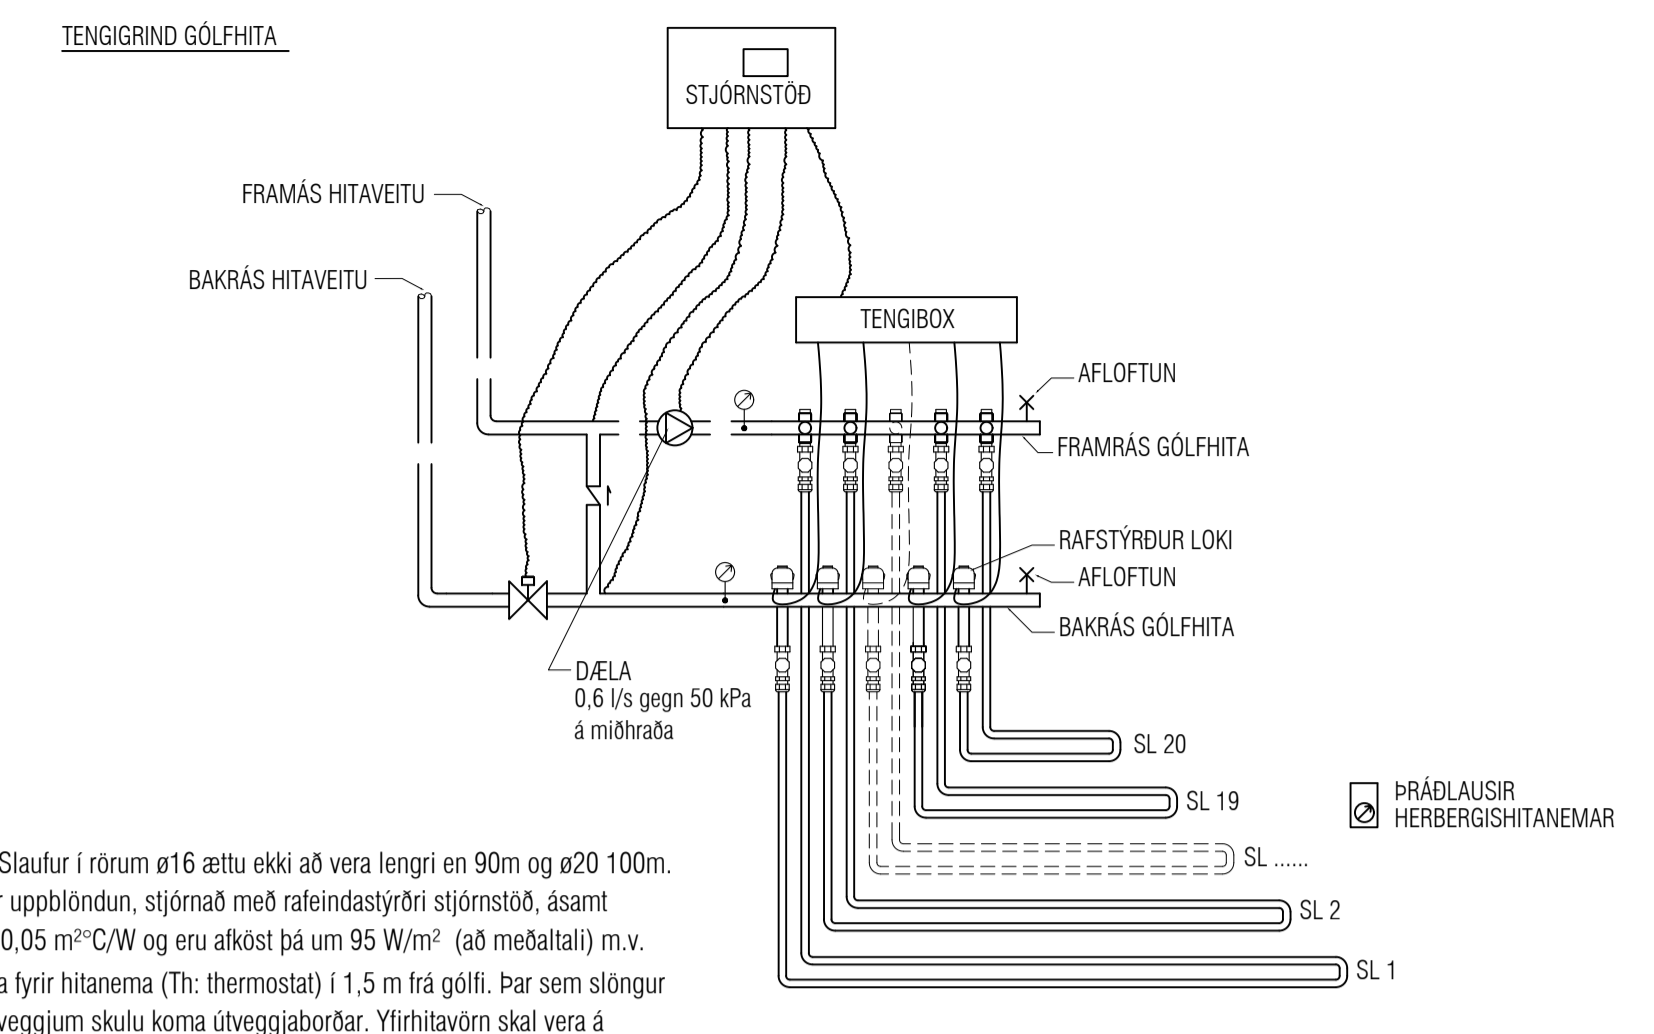 TENGIGRIND GÓLFHITA
STJÓRNSTÖÐ
FRAMÁS HITAVEITU
BAKRÁS HITAVEITU
TENGIBOX
AFLOFTUN
FRAMRÁS GÓLFHITA
RAFSTÝRÐUR LOKI
AFLOFTUN
BAKRÁS GÓLFHITA
DÆLA
0,6 l/s gegn 50 kPa
á miðhraða
SL 20
SL 19
SL ......
SL 2
SL 1
ÞRÁÐLAUSIR
HERBERGISHITANEMAR
Slaufur í rörum ø16 ættu ekki að vera lengri en 90m og ø20 100m.
uppblöndun, stjórnað með rafeindastýrðri stjórnstöð, ásamt
0,05 m²°C/W og eru afköst þá um 95 W/m² (að meðaltali) m.v.
fyrir hitanema (Th: thermostat) í 1,5 m frá gólfi. Þar sem slöngur
veggjum skulu koma útveggjaborðar. Yfirhitavörn skal vera á